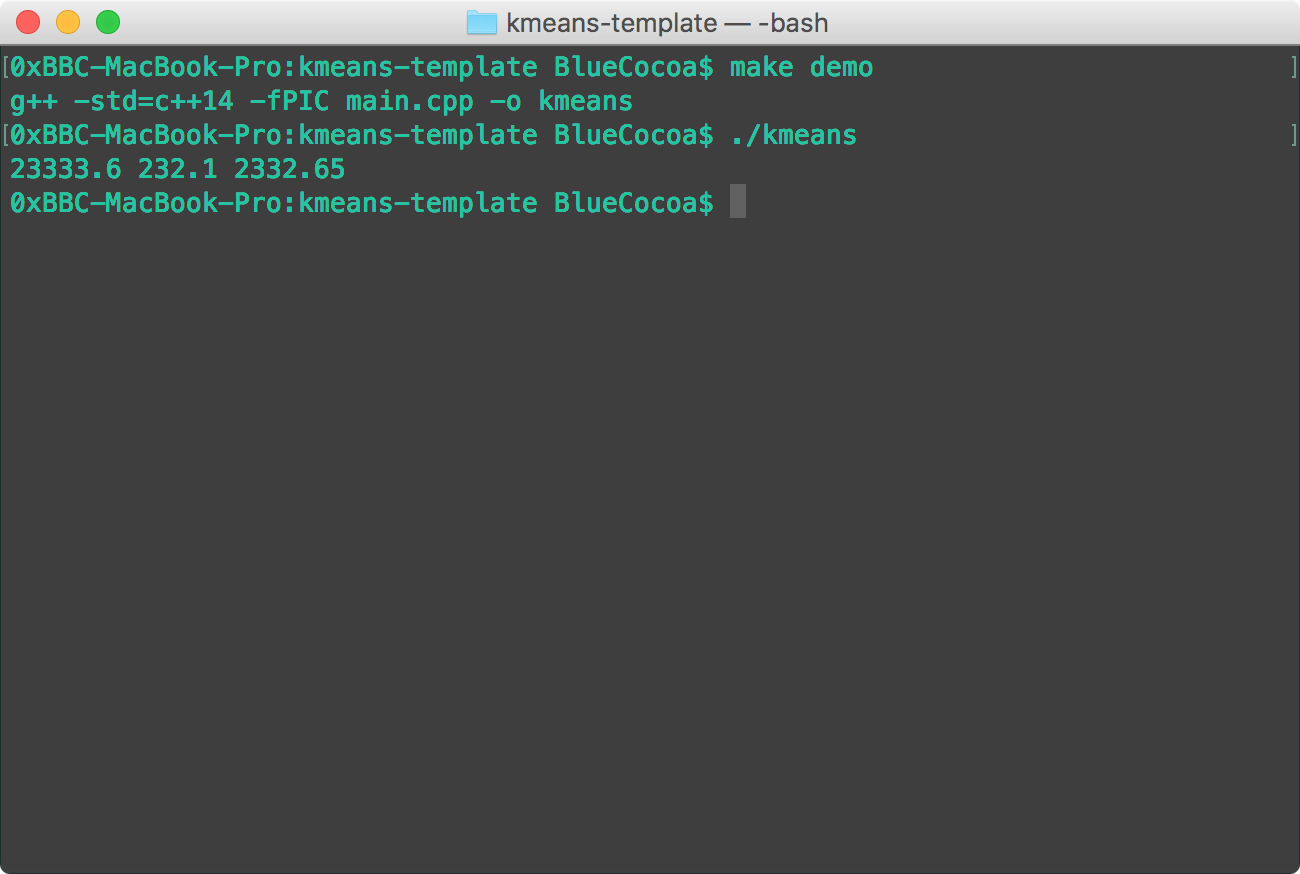 kmeans-template — -bash
[0xBBC-MacBook-Pro:kmeans-template BlueCocoa$ make demo ]
g++ -std=c++14 -fPIC main.cpp -o kmeans
[0xBBC-MacBook-Pro:kmeans-template BlueCocoa$ ./kmeans ]
23333.6 232.1 2332.65
0xBBC-MacBook-Pro:kmeans-template BlueCocoa$